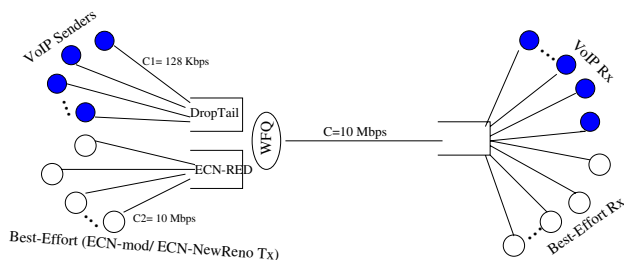 VoIP Senders
C1= 128 Kbps
DropTail
WFQ
C=10 Mbps
VoIP Rx
ECN-RED
C2= 10 Mbps
Best-Effort (ECN-mod/ ECN-NewReno Tx)
Best-Effort Rx